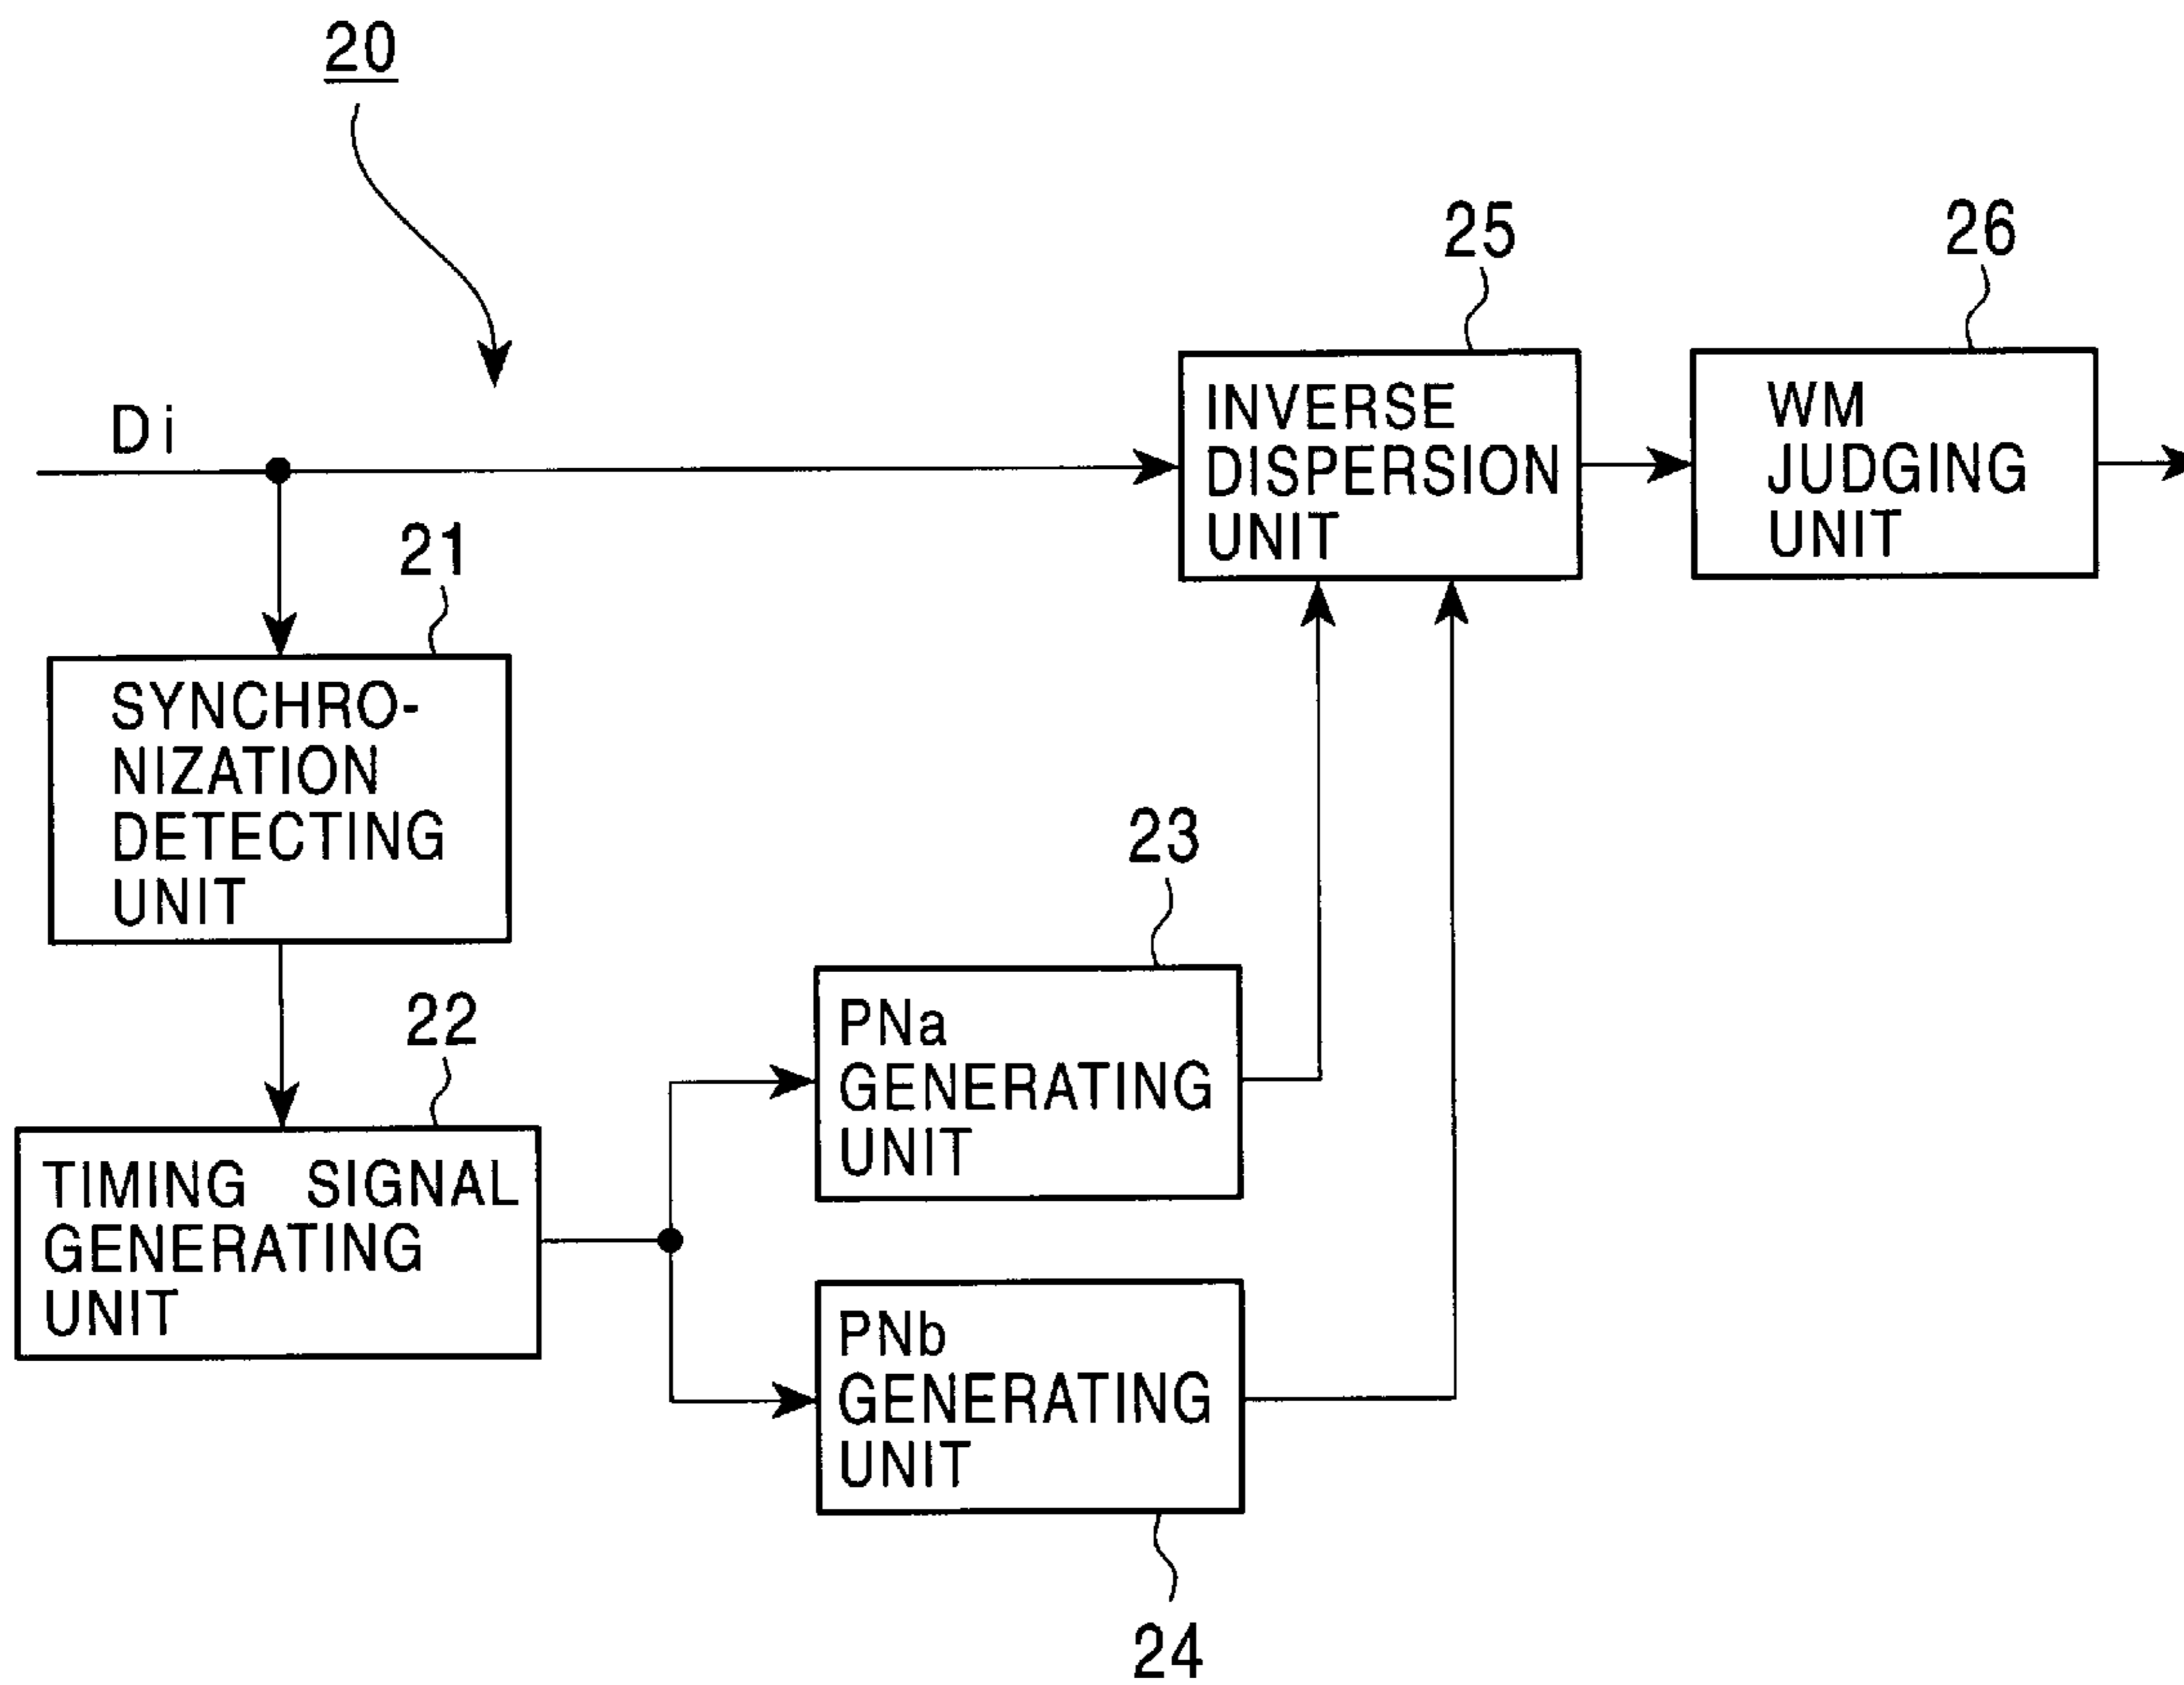 20
25
26
Di
INVERSE
DISPERSION
UNIT
WM
JUDGING
UNIT
21
SYNCHRO-
NIZATION
DETECTING
UNIT
23
22
PNa
GENERATING
UNIT
TIMING SIGNAL
GENERATING
UNIT
PNb
GENERATING
UNIT
24